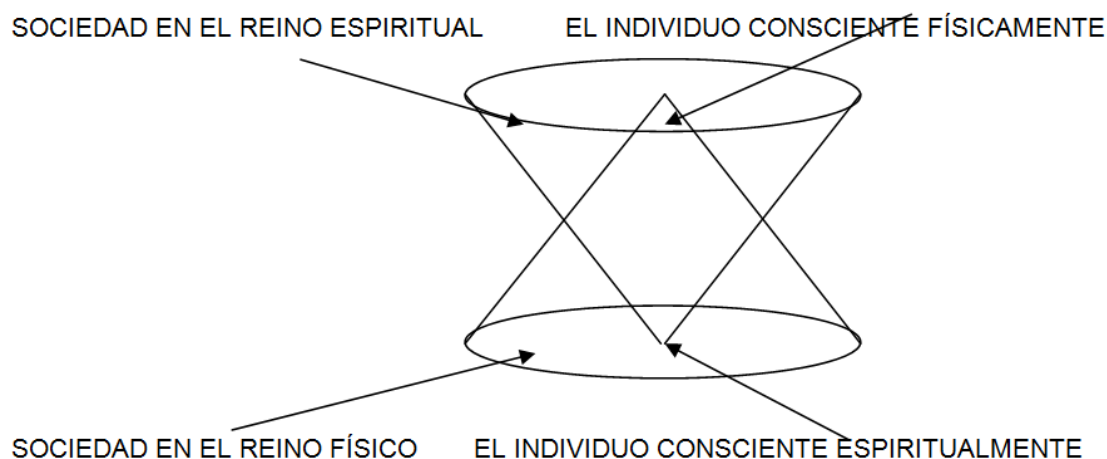 SOCIEDAD EN EL REINO ESPIRITUAL
EL INDIVIDUO CONSCIENTE FÍSICAMENTE
SOCIEDAD EN EL REINO FÍSICO
EL INDIVIDUO CONSCIENTE ESPIRITUALMENTE